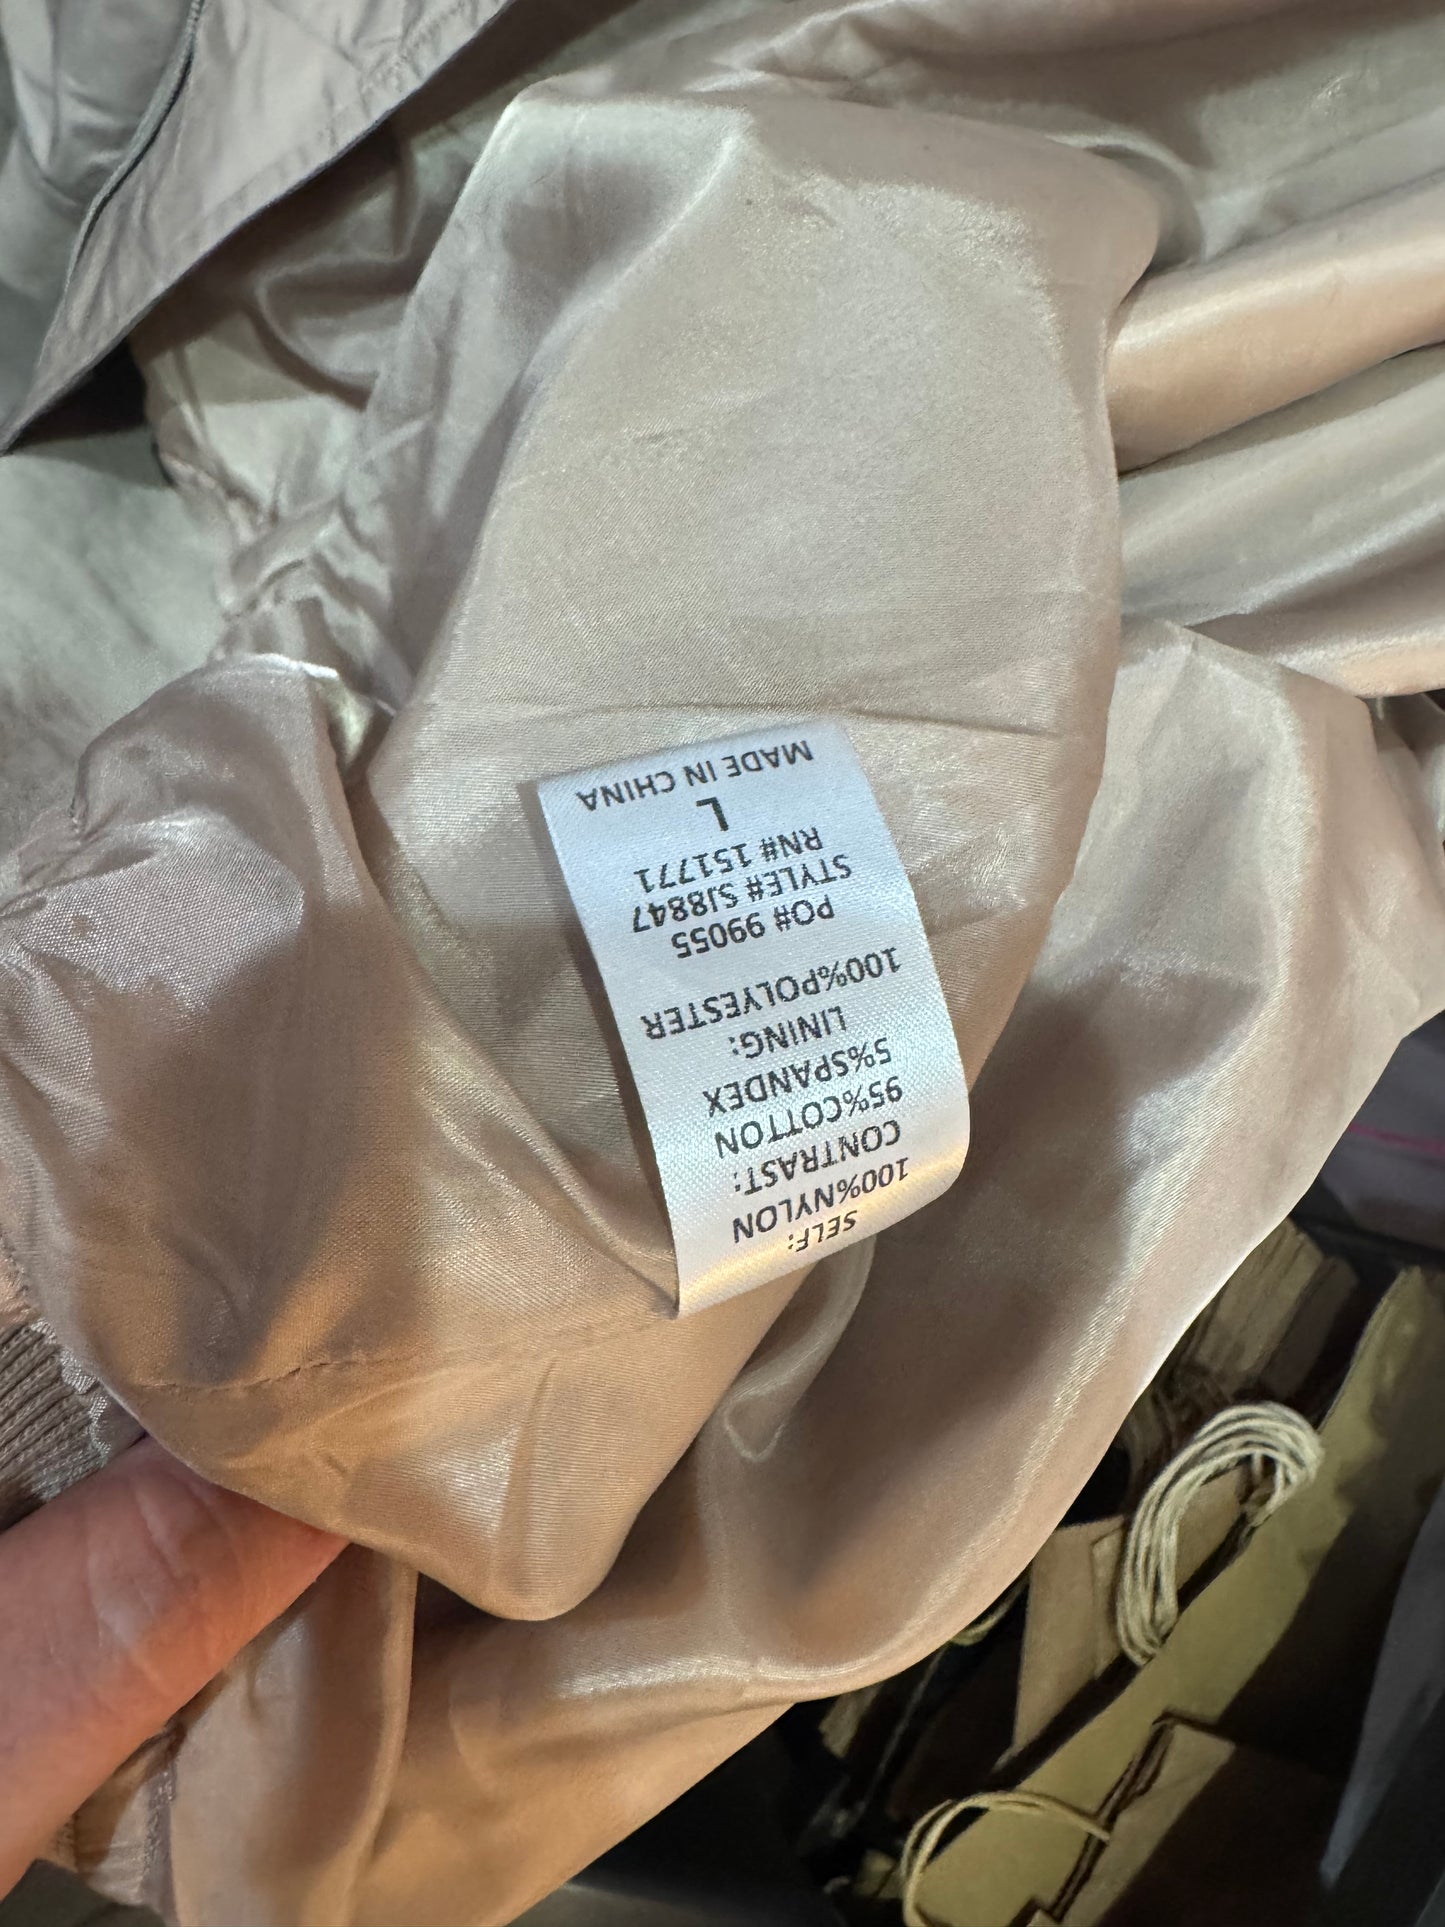 SELF:
100%NYLON
CONTRAST:
95%COTTON
5%SPANDEX
LINING:
100%POLYESTER
PO# 99055
STYLE# SJ8847
RN# 151771
L
MADE IN CHINA